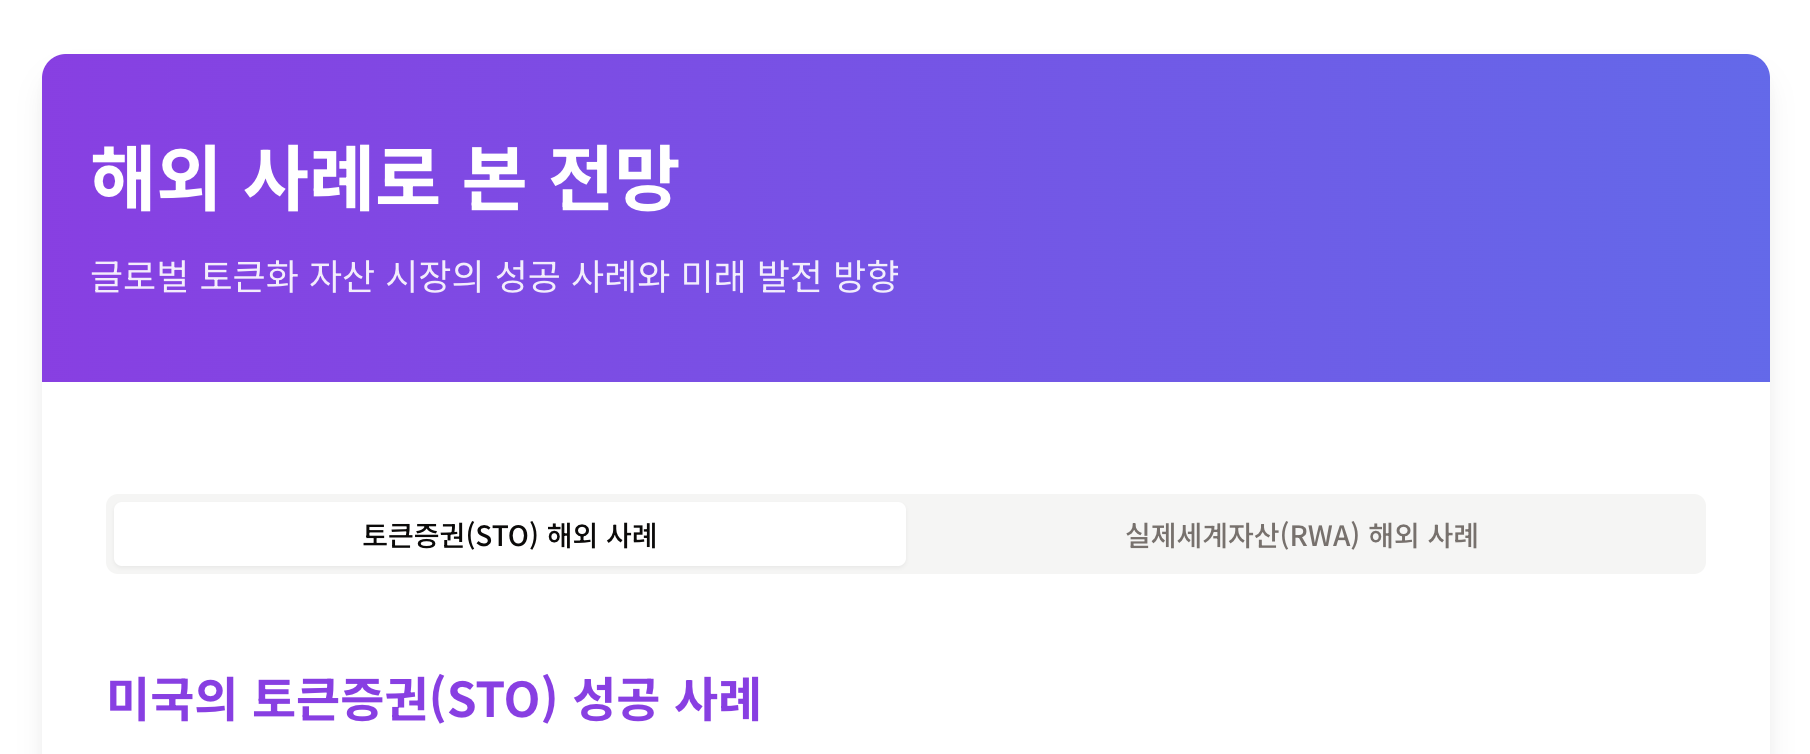 해외 사례로 본 전망
글로벌 토큰화 자산 시장의 성공 사례와 미래 발전 방향
토큰증권(STO) 해외 사례
실제세계자산(RWA) 해외 사례
미국의 토큰증권(STO) 성공 사례